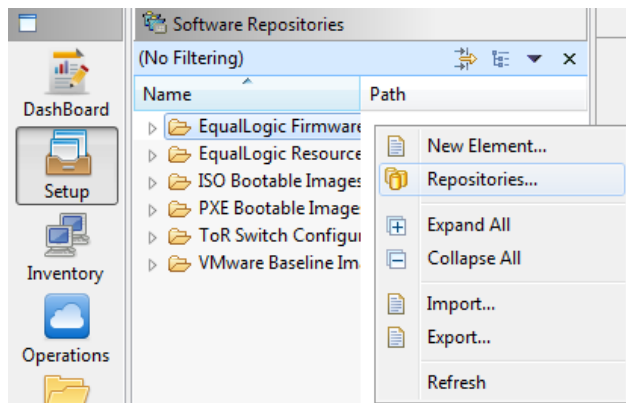 Software Repositories
(No Filtering)
Name
Path
DashBoard
Setup
Inventory
Operations
EqualLogic Firmware
EqualLogic Resource
ISO Bootable Images
PXE Bootable Image
ToR Switch Configu
VMware Baseline Im
New Element...
Repositories...
Expand All
Collapse All
Import...
Export...
Refresh